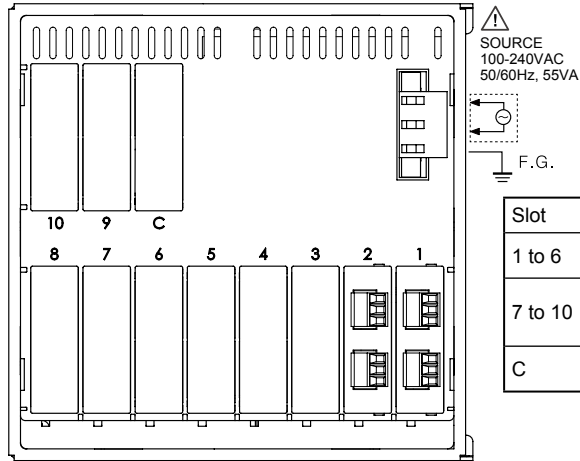 SOURCE
100-240VAC
50/60Hz, 55VA
F.G.
10 9 C
8 7 6 5 4 3 2 1
Slot
1 to 6
7 to 10
C